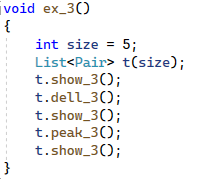 void ex_3()
{
    int size = 5;
    List<Pair> t(size);
    t.show_3();
    t.dell_3();
    t.show_3();
    t.peak_3();
    t.show_3();
}